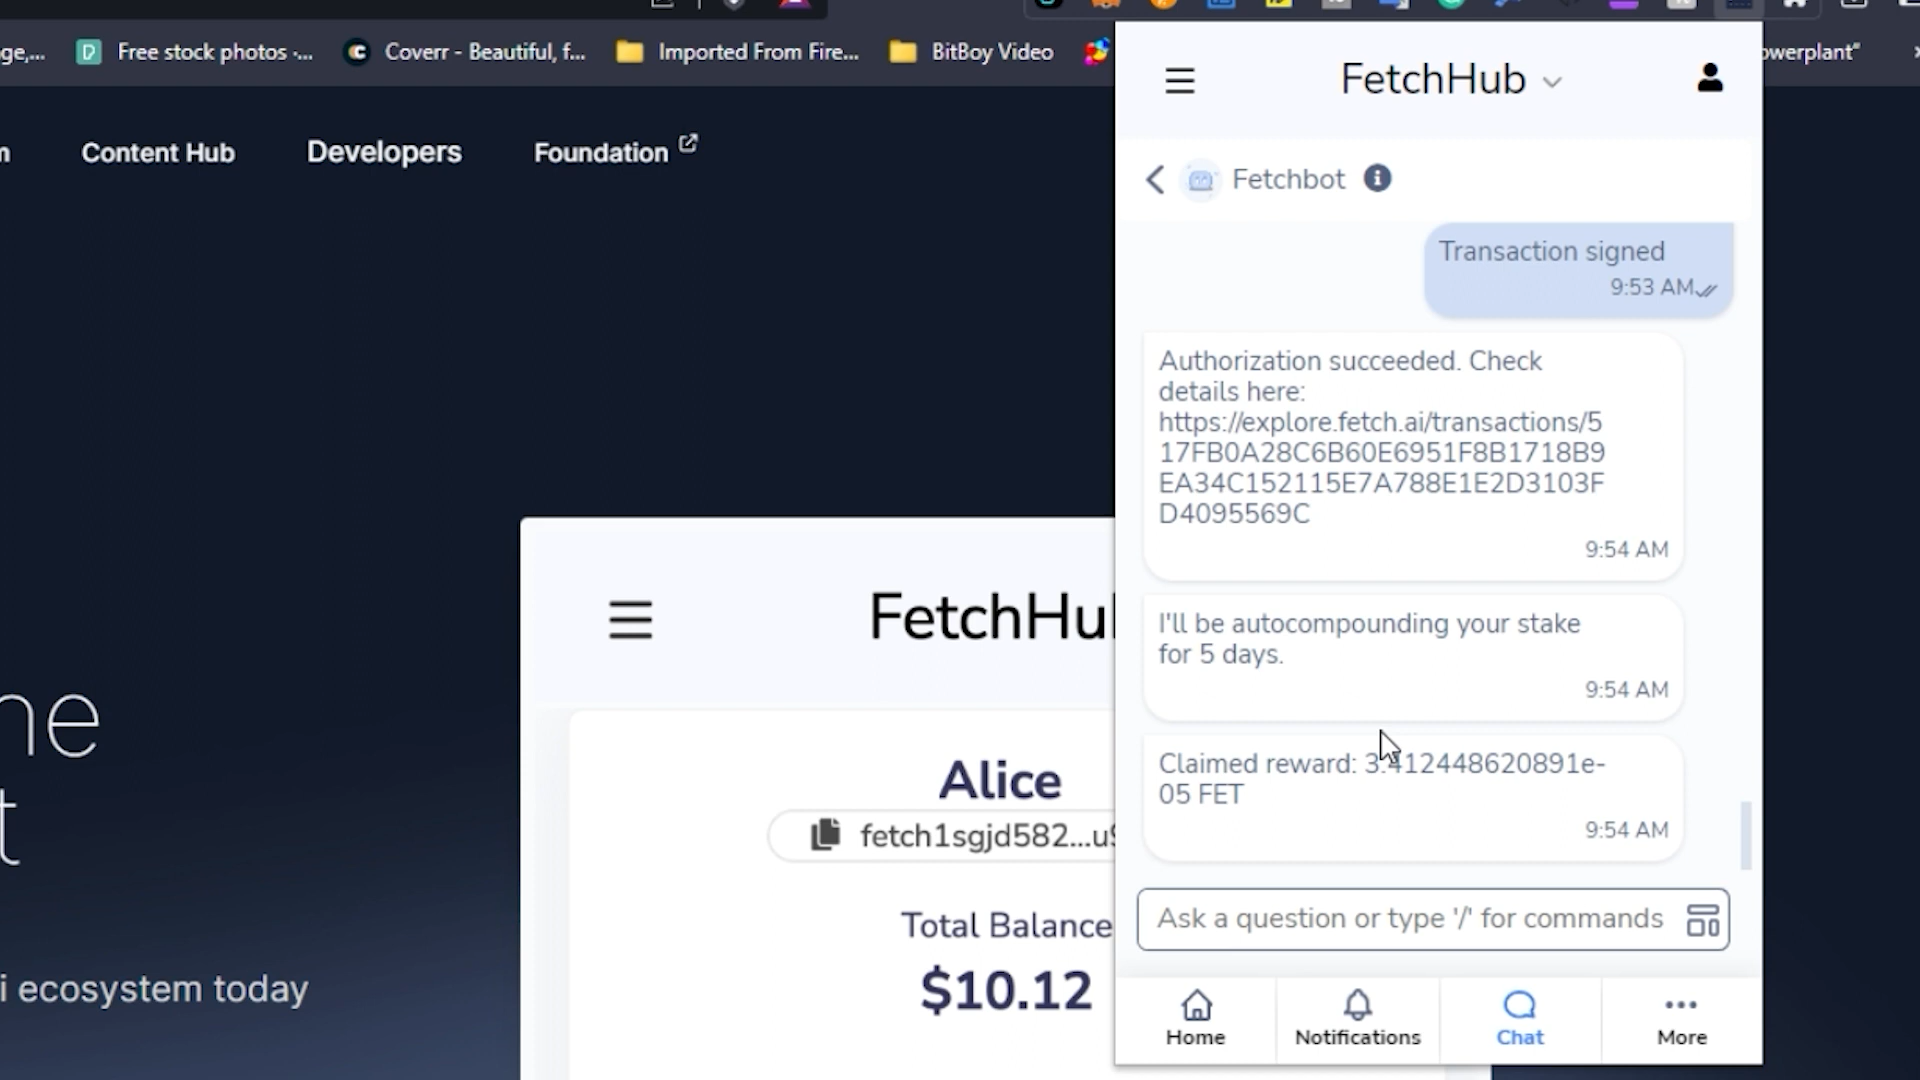 ge,...
Free stock photos ·...
Coverr - Beautiful, f...
Imported From Fire...
BitBoy Video
owerplant"
Content Hub
Developers
Foundation
ne
t
i ecosystem today
FetchHu
Alice
fetch1sgjd582...u
Total Balance
$10.12
FetchHub
Fetchbot
Transaction signed
9:53 AM
Authorization succeeded. Check
details here:
https://explore.fetch.ai/transactions/5
17FB0A28C6B60E6951F8B1718B9
EA34C152115E7A788E1E2D3103F
D4095569C
9:54 AM
I'll be autocompounding your stake
for 5 days.
9:54 AM
Claimed reward: 3.412448620891e-
05 FET
9:54 AM
Ask a question or type '/' for commands
Home
Notifications
Chat
More